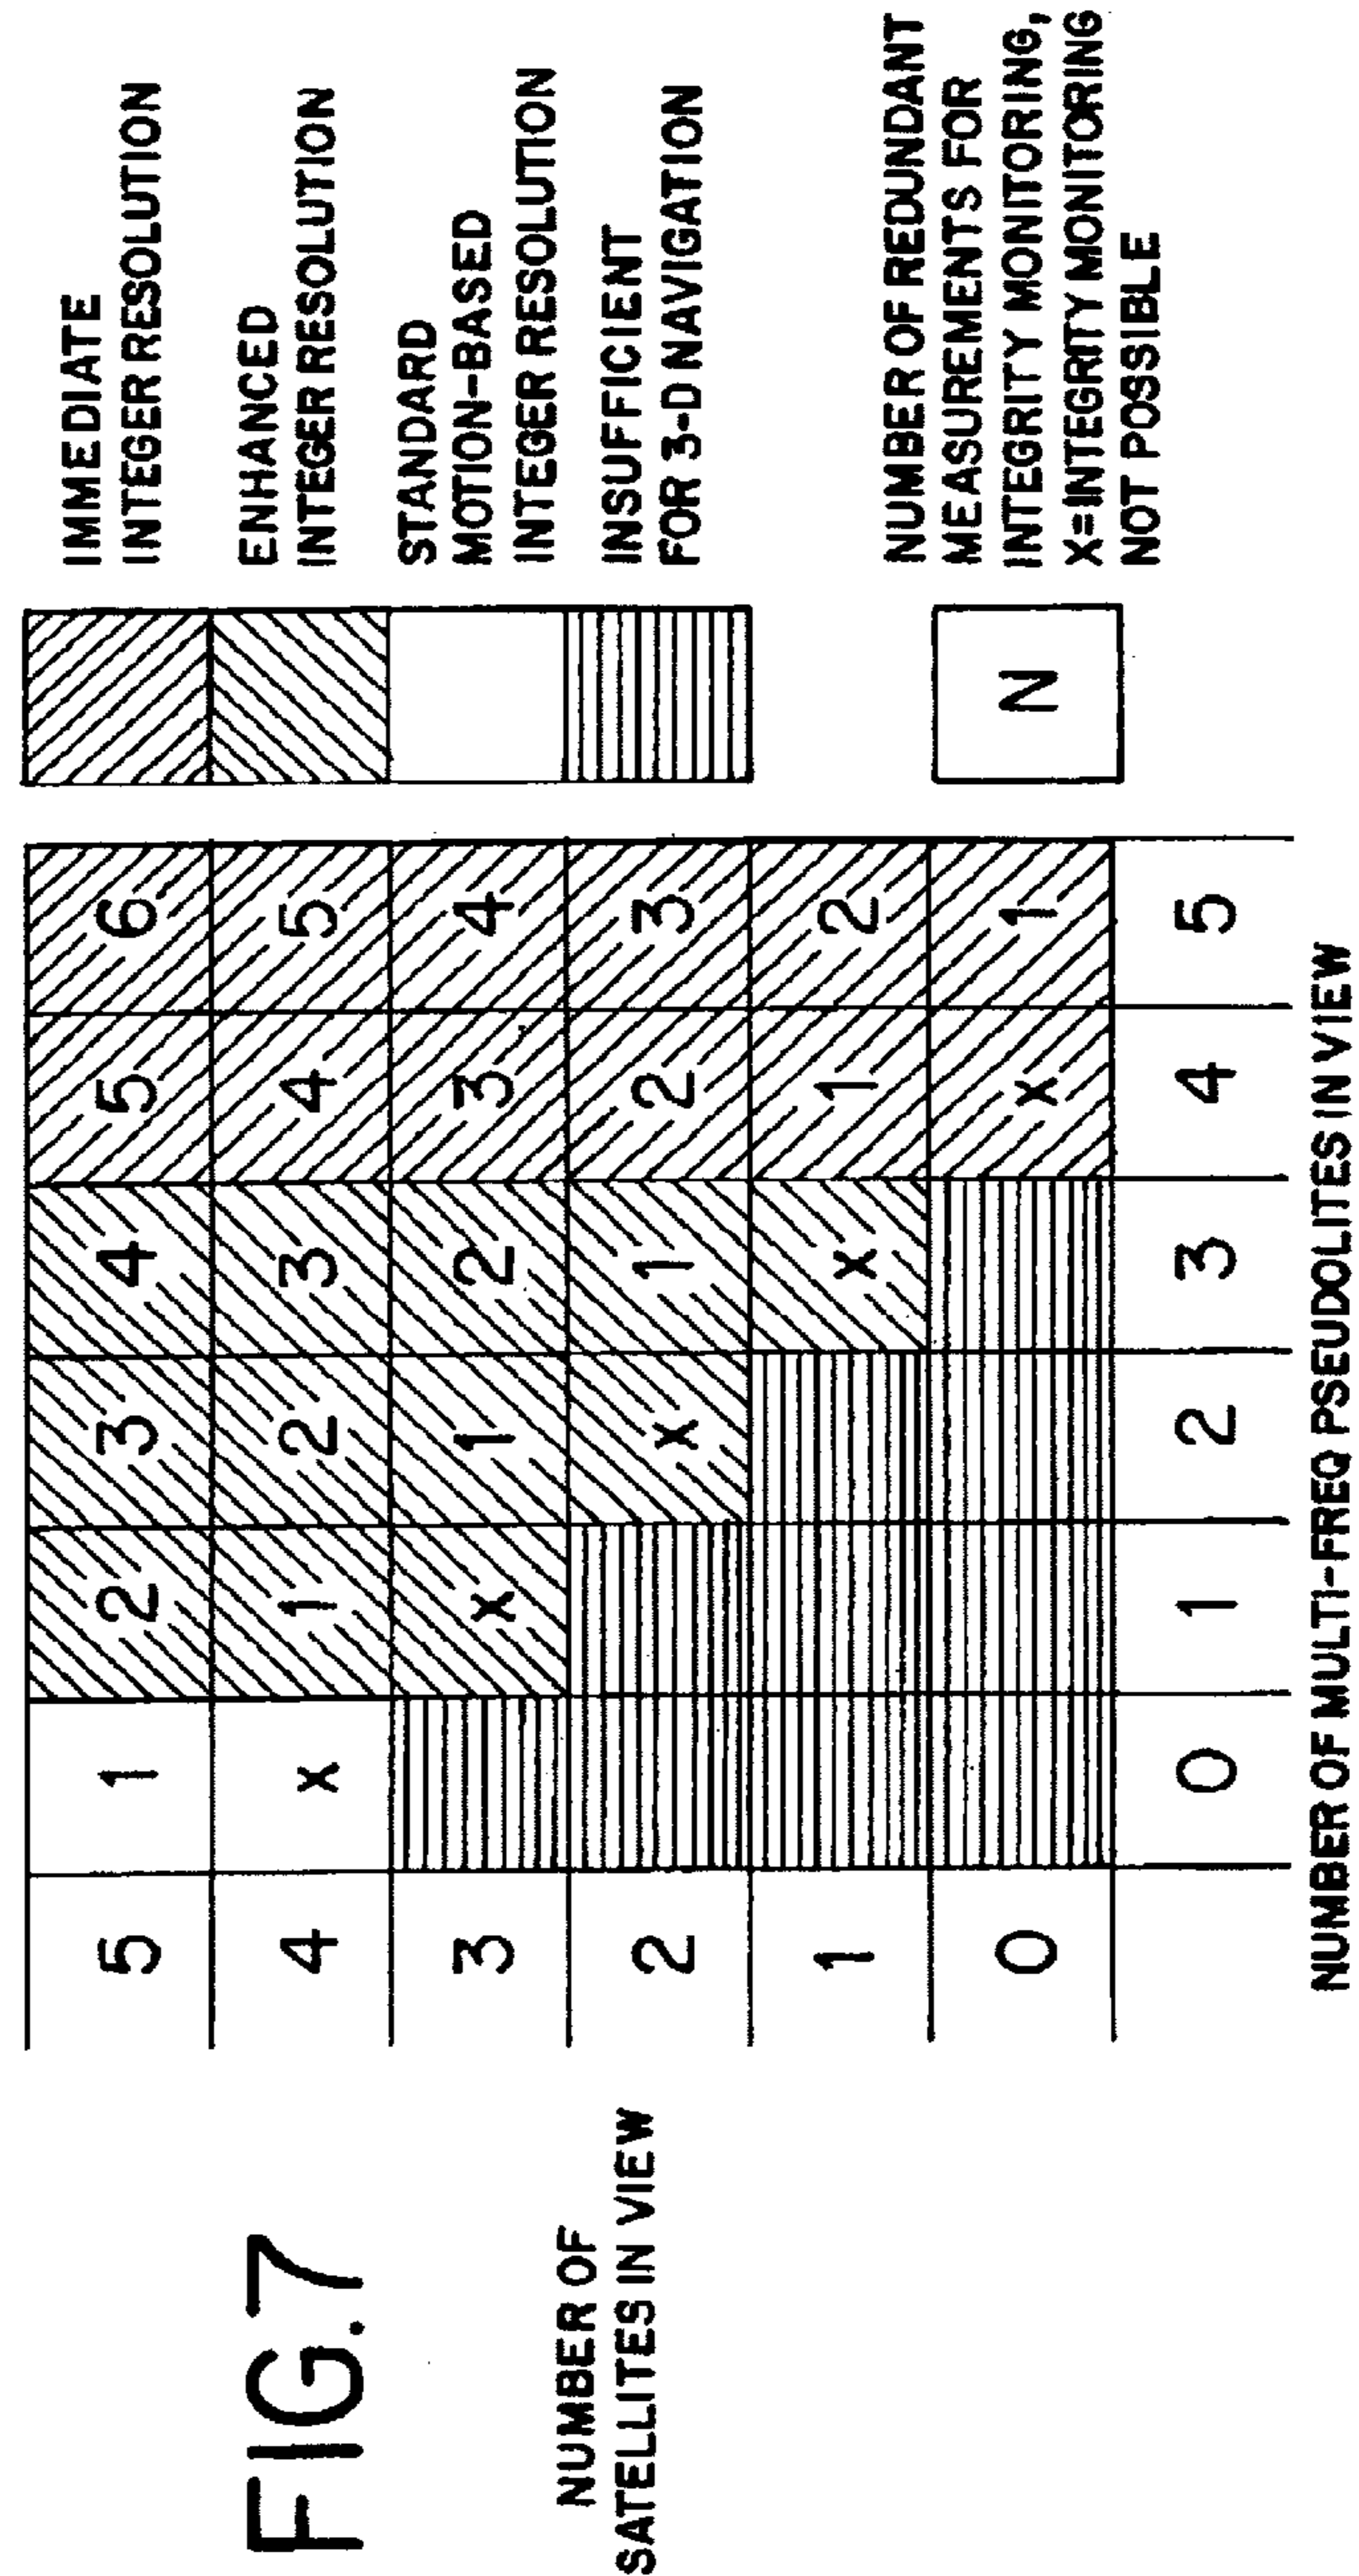 FIG.7
NUMBER OF
SATELLITES IN VIEW
5 1 2 3 4 5 6
4 X 1 2 3 4 5
3 X 1 2 3 4
2 X 1 2 3
1 X 1 2
0 X 1
0 1 2 3 4 5
NUMBER OF MULTI-FREQ PSEUDOLITES IN VIEW
IMMEDIATE
INTEGER RESOLUTION
ENHANCED
INTEGER RESOLUTION
STANDARD
MOTION-BASED
INTEGER RESOLUTION
INSUFFICIENT
FOR 3-D NAVIGATION
N
NUMBER OF REDUNDANT
MEASUREMENTS FOR
INTEGRITY MONITORING,
X=INTEGRITY MONITORING
NOT POSSIBLE